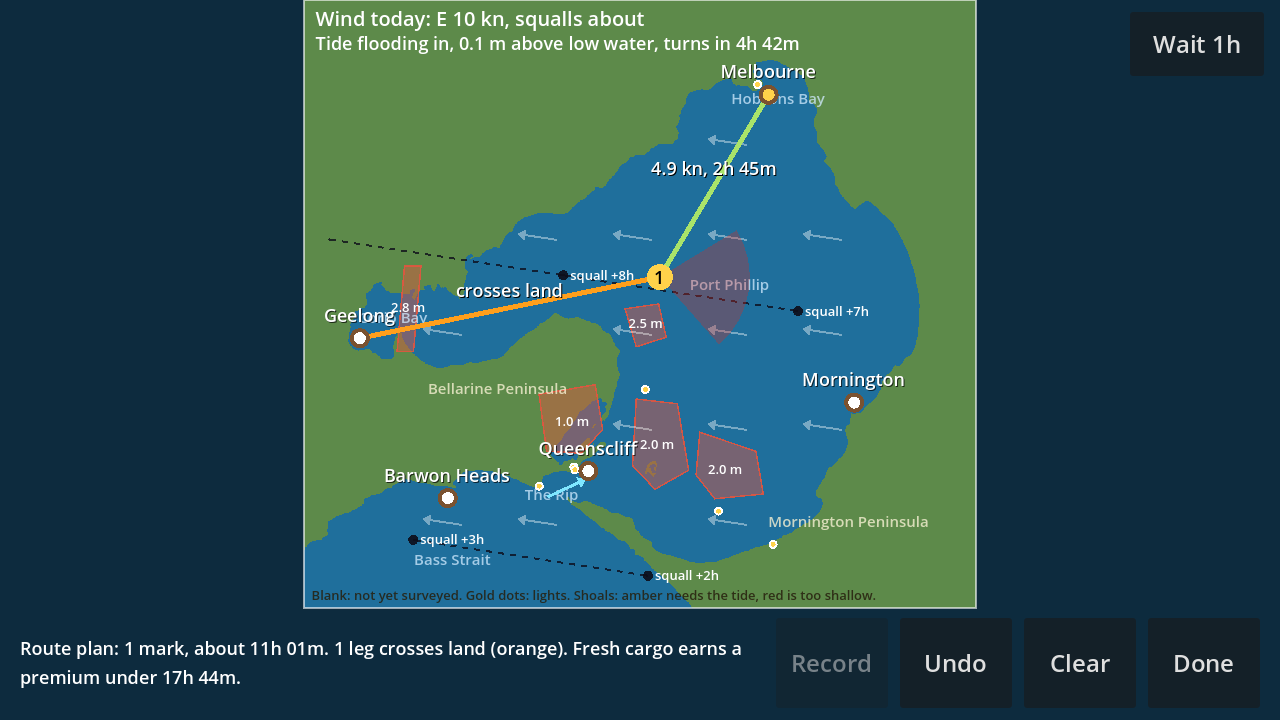 Wind today: E 10 kn, squalls about
Tide flooding in, 0.1 m above low water, turns in 4h 42m
Wait 1h
Melbourne
Hobsons Bay
4.9 kn, 2h 45m
squall +8h
1
Port Phillip
crosses land
2.8 m
squall +7h
Geelong
Bay
2.5 m
Mornington
Bellarine Peninsula
1.0 m
2.0 m
Queenscliff
2.0 m
Barwon Heads
The Rip
Mornington Peninsula
squall +3h
Bass Strait
squall +2h
Blank: not yet surveyed. Gold dots: lights. Shoals: amber needs the tide, red is too shallow.
Route plan: 1 mark, about 11h 01m. 1 leg crosses land (orange). Fresh cargo earns a
premium under 17h 44m.
Record
Undo
Clear
Done